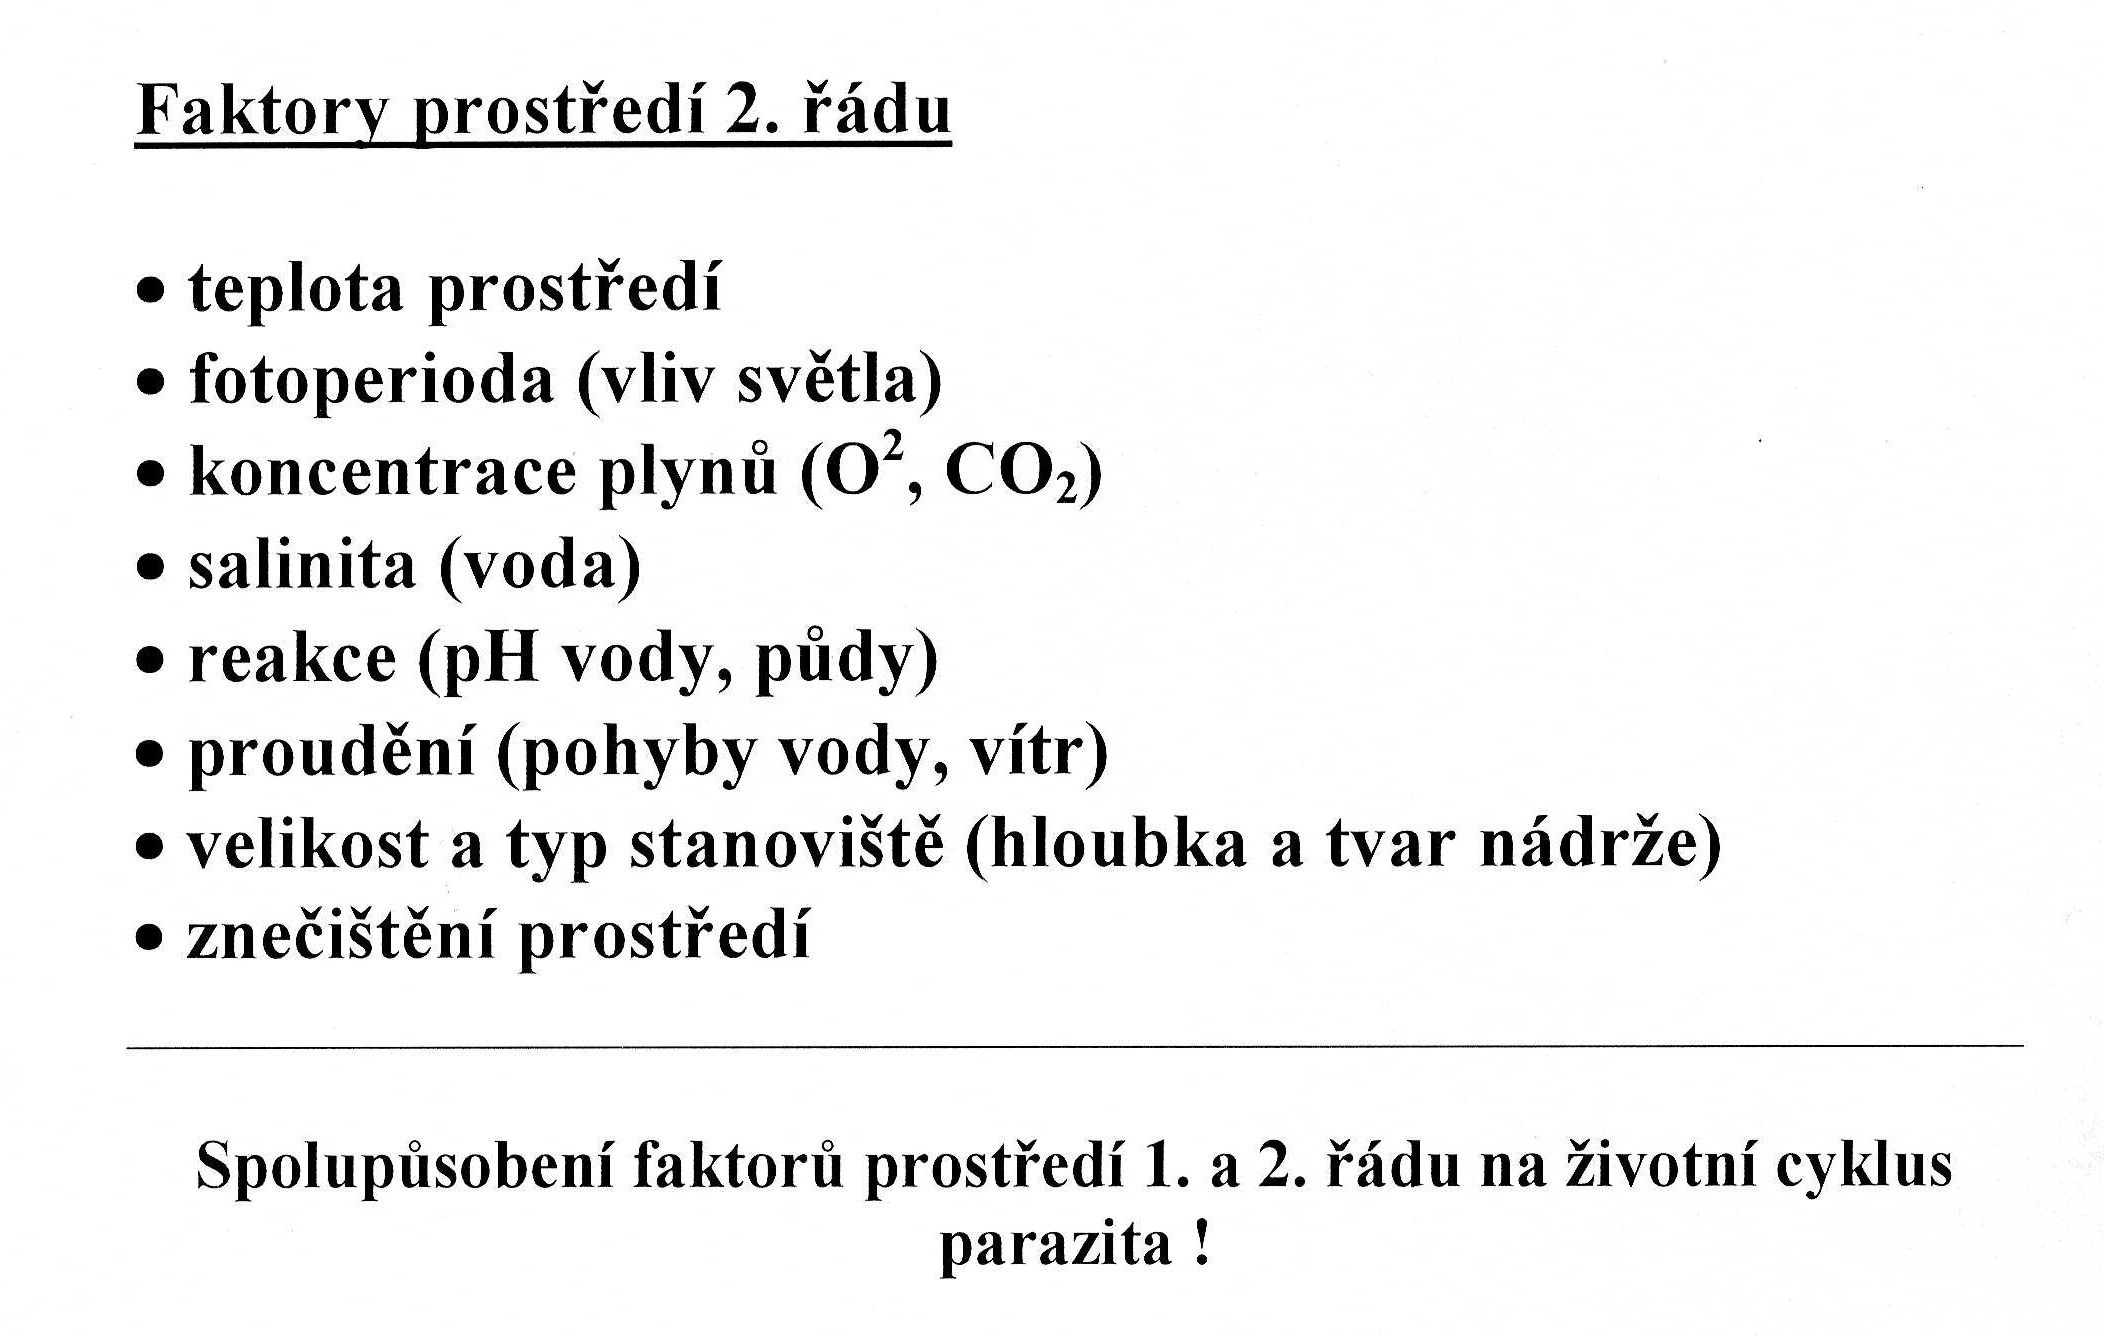 Faktory prostředí 2. řádu
• teplota prostředí
• fotoperioda (vliv světla)
• koncentrace plynů (O², CO₂)
• salinita (voda)
• reakce (pH vody, půdy)
• proudění (pohyby vody, vítr)
• velikost a typ stanoviště (hloubka a tvar nádrže)
• znečištění prostředí
Spolupůsobení faktorů prostředí 1. a 2. řádu na životní cyklus
parazita !